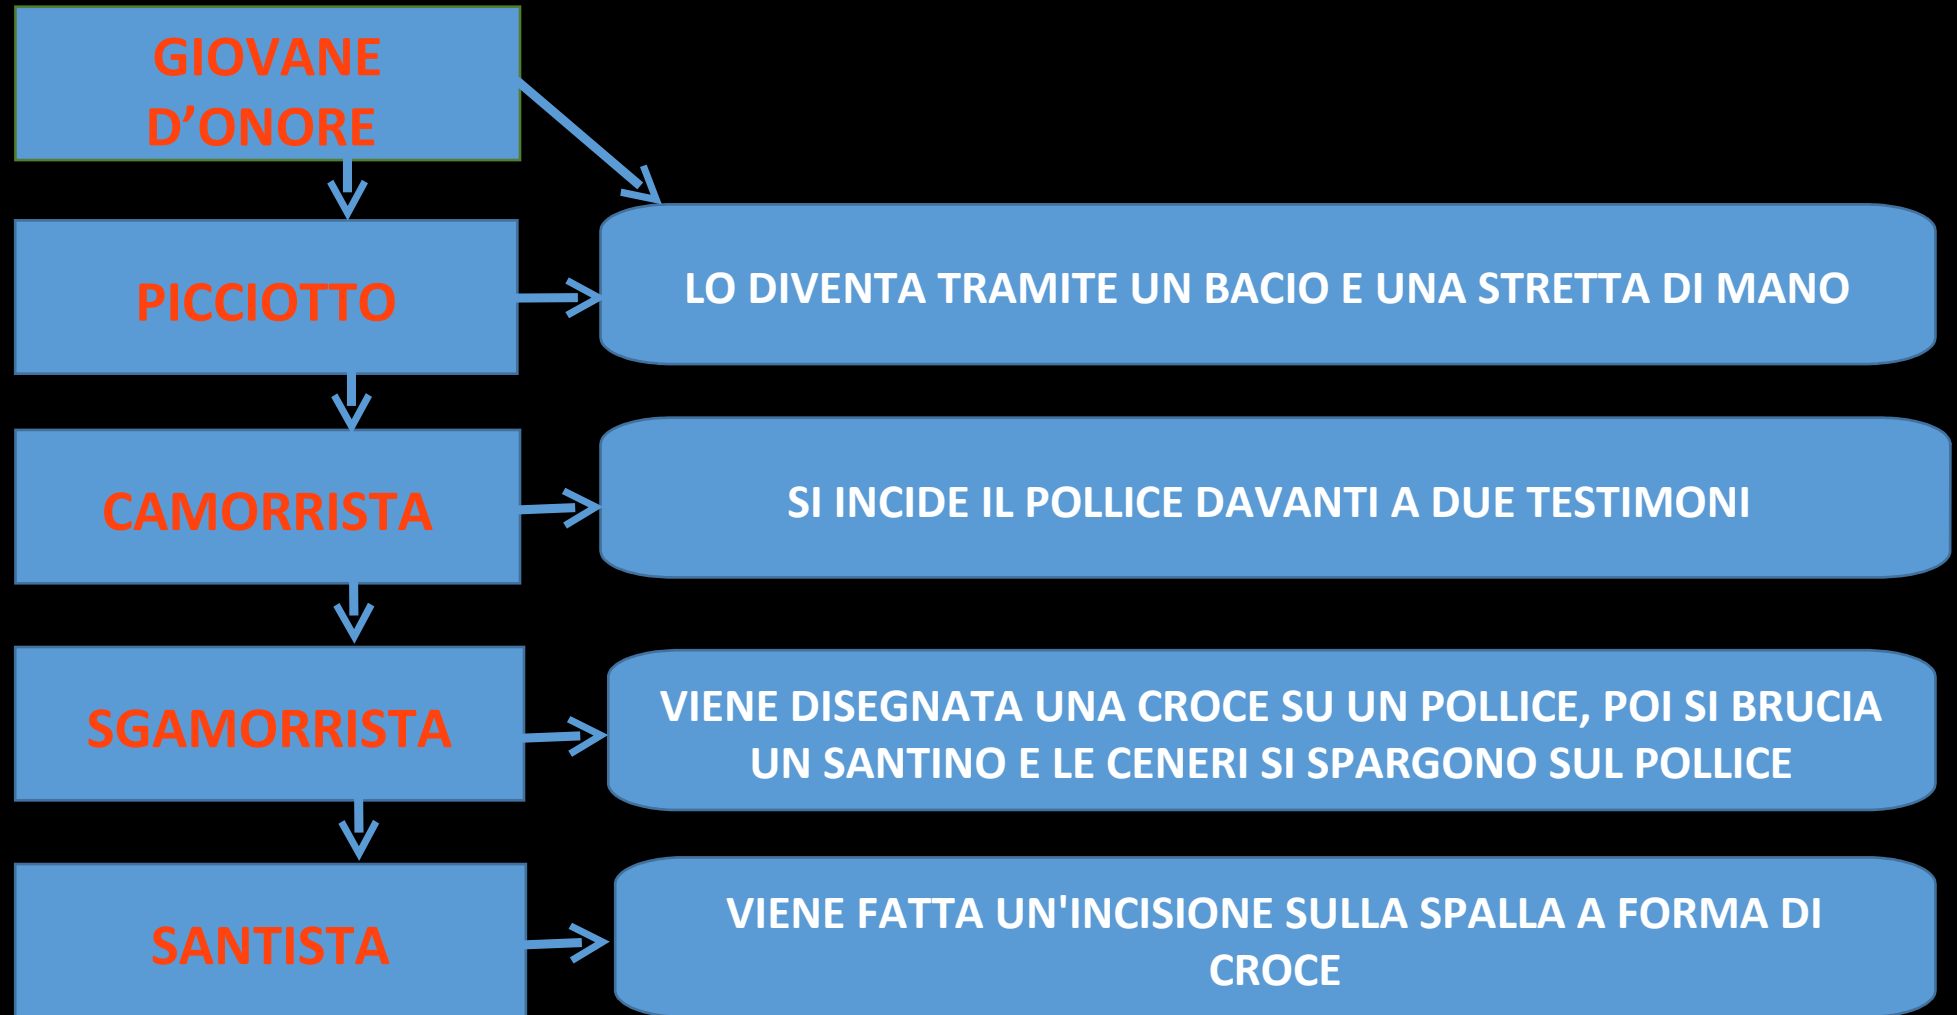 GIOVANE
D’ONORE
PICCIOTTO
LO DIVENTA TRAMITE UN BACIO E UNA STRETTA DI MANO
CAMORRISTA
SI INCIDE IL POLLICE DAVANTI A DUE TESTIMONI
SGAMORRISTA
VIENE DISEGNATA UNA CROCE SU UN POLLICE, POI SI BRUCIA
UN SANTINO E LE CENERI SI SPARGONO SUL POLLICE
SANTISTA
VIENE FATTA UN'INCISIONE SULLA SPALLA A FORMA DI
CROCE